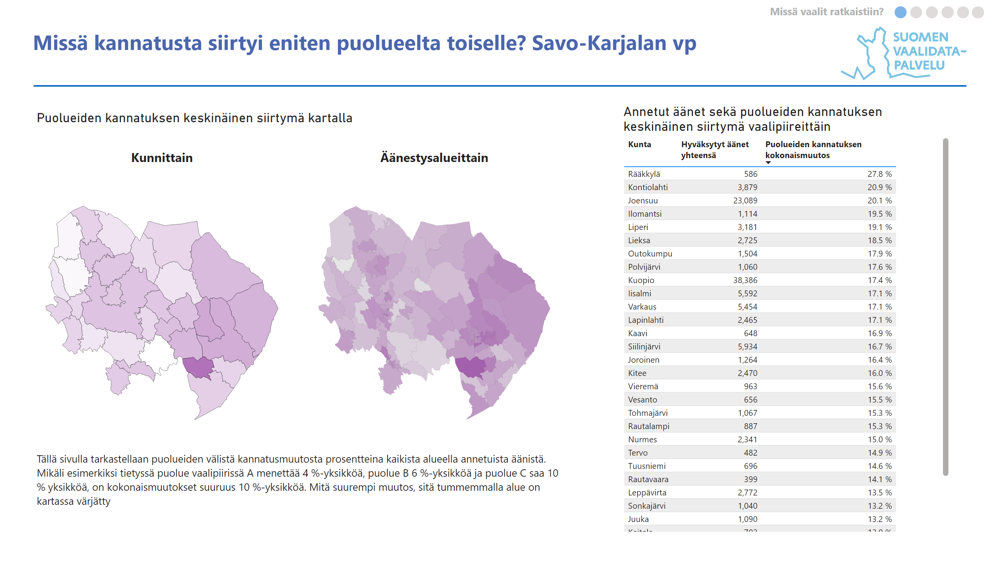 Missä vaalit ratkaistiin?
Missä kannatusta siirtyi eniten puolueelta toiselle? Savo-Karjalan vp
SUOMEN
VAALIDATA-
PALVELU
Puolueiden kannatuksen keskinäinen siirtymä kartalla
Kunnittain
Äänestysalueittain
Tällä sivulla tarkastellaan puolueiden välistä kannatusmuutosta prosentteina kaikista alueella annetuista äänistä.
Mikäli esimerkiksi tietyssä puolue vaalipiirissä A menettää 4 %-yksikköä, puolue B 6 %-yksikköä ja puolue C saa 10
% yksikköä, on kokonaismuutokset suuruus 10 %-yksikköä. Mitä suurempi muutos, sitä tummemmalla alue on
kartassa värjätty
Annetut äänet sekä puolueiden kannatuksen
keskinäinen siirtymä vaalipiireittäin
Kunta Hyväksytyt äänet Puolueiden kannatuksen
yhteensä kokonaismuutos
Rääkkylä 586 27.8 %
Kontiolahti 3,879 20.9 %
Joensuu 23,089 20.1 %
Ilomantsi 1,114 19.5 %
Liperi 3,181 19.1 %
Lieksa 2,725 18.5 %
Outokumpu 1,504 17.9 %
Polvijärvi 1,060 17.6 %
Kuopio 38,386 17.4 %
Iisalmi 5,592 17.1 %
Varkaus 5,454 17.1 %
Lapinlahti 2,465 17.1 %
Kaavi 648 16.9 %
Siilinjärvi 5,934 16.7 %
Joroinen 1,264 16.4 %
Kitee 2,470 16.0 %
Vieremä 963 15.6 %
Vesanto 656 15.5 %
Tohmajärvi 1,067 15.3 %
Rautalampi 887 15.3 %
Nurmes 2,341 15.0 %
Tervo 482 14.9 %
Tuusniemi 696 14.6 %
Rautavaara 399 14.1 %
Leppävirta 2,772 13.5 %
Sonkajärvi 1,040 13.2 %
Juuka 1,090 13.2 %